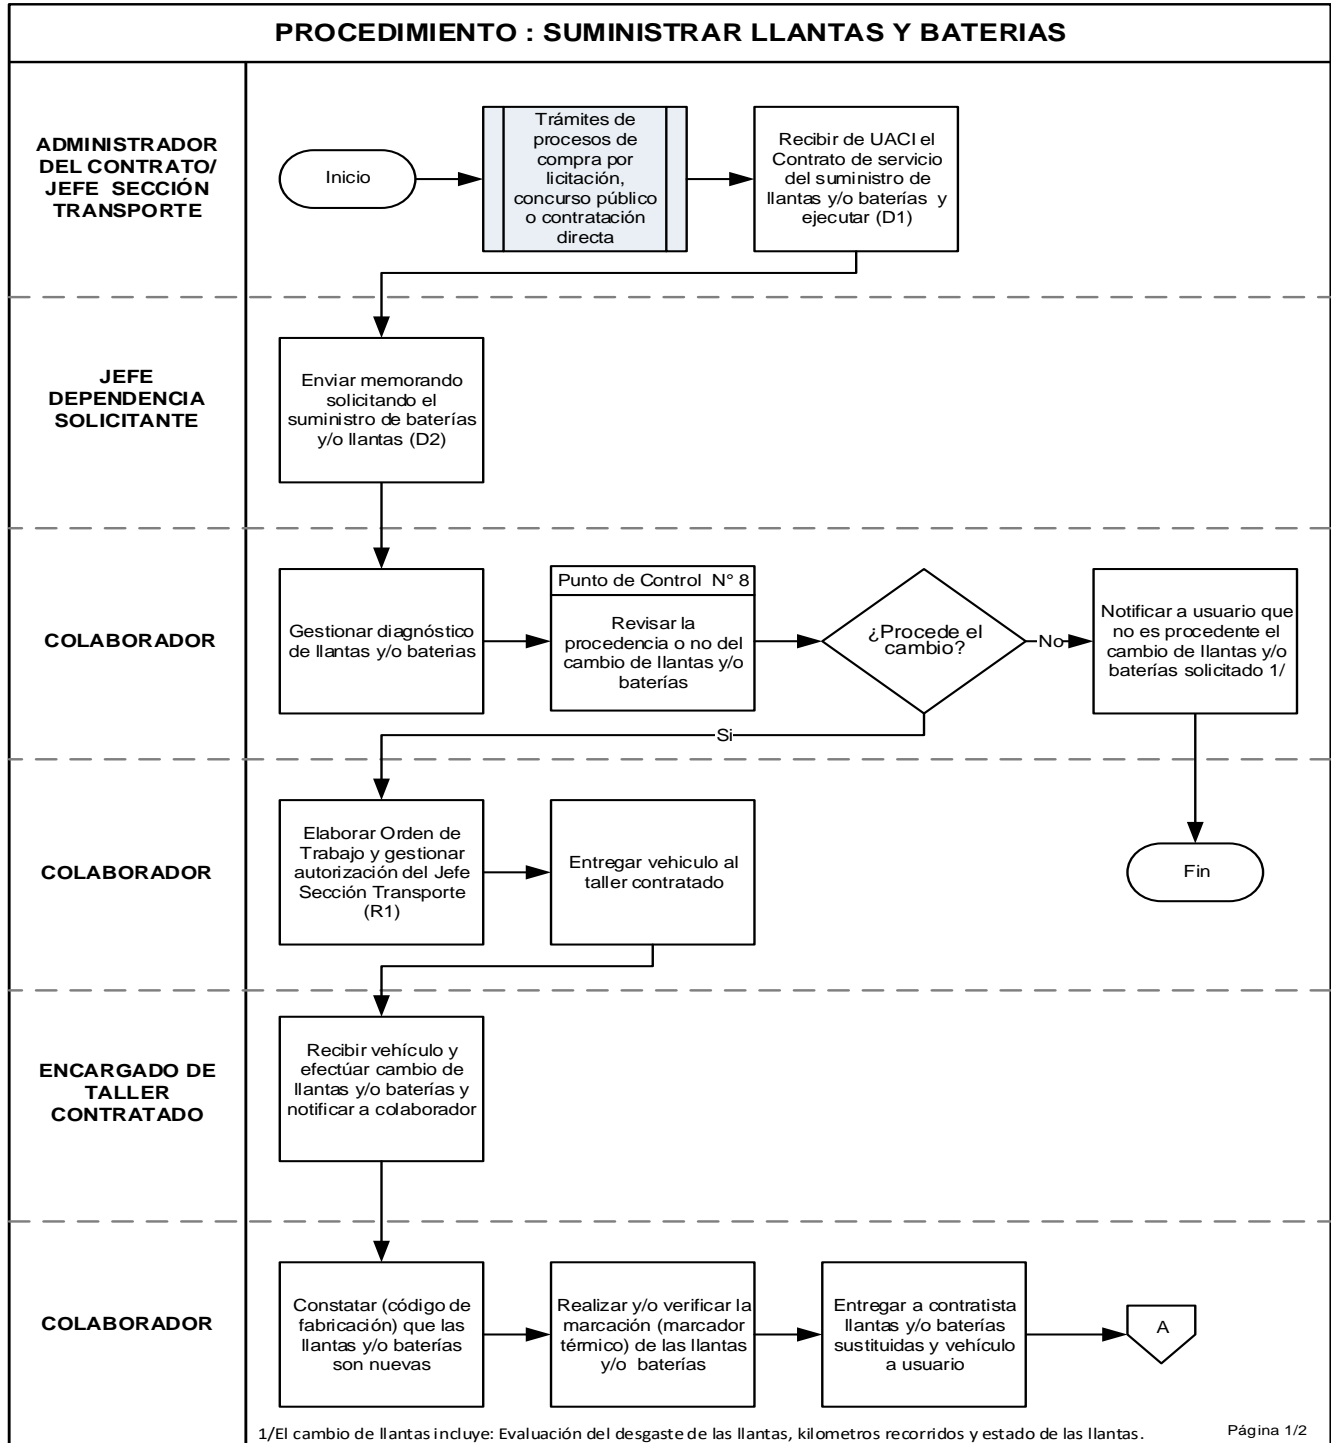 PROCEDIMIENTO : SUMINISTRAR LLANTAS Y BATERIAS
ADMINISTRADOR
DEL CONTRATO/
JEFE SECCIÓN
TRANSPORTE
Inicio
Trámites de
procesos de
compra por
licitación,
concurso público
o contratación
directa
Recibir de UACI el
Contrato de servicio
del suministro de
llantas y/o baterías y
ejecutar (D1)
JEFE
DEPENDENCIA
SOLICITANTE
Enviar memorando
solicitando el
suministro de baterías
y/o llantas (D2)
COLABORADOR
Gestionar diagnóstico
de llantas y/o baterias
Punto de Control N° 8
Revisar la
procedencia o no del
cambio de llantas y/o
baterías
¿Procede el
cambio?
No
Notificar a usuario que
no es procedente el
cambio de llantas y/o
baterías solicitado 1/
Si
COLABORADOR
Elaborar Orden de
Trabajo y gestionar
autorización del Jefe
Sección Transporte
(R1)
Entregar vehiculo al
taller contratado
Fin
ENCARGADO DE
TALLER
CONTRATADO
Recibir vehículo y
efectúar cambio de
llantas y/o baterías y
notificar a colaborador
COLABORADOR
Constatar (código de
fabricación) que las
llantas y/o baterías
son nuevas
Realizar y/o verificar la
marcación (marcador
térmico) de las llantas
y/o baterías
Entregar a contratista
llantas y/o baterías
sustituidas y vehículo
a usuario
A
1/El cambio de llantas incluye: Evaluación del desgaste de las llantas, kilometros recorridos y estado de las llantas.
Página 1/2